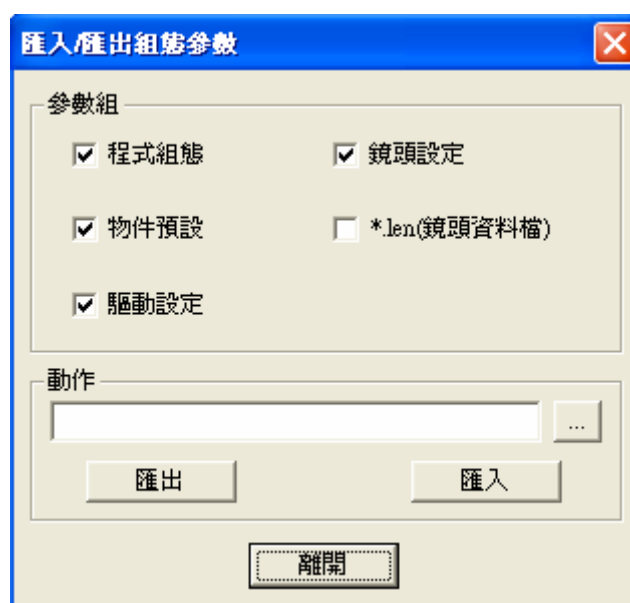 匯入/匯出組態參數
參數組
程式組態
鏡頭設定
物件預設
*.len(鏡頭資料檔)
驅動設定
動作
...
匯出
匯入
離開